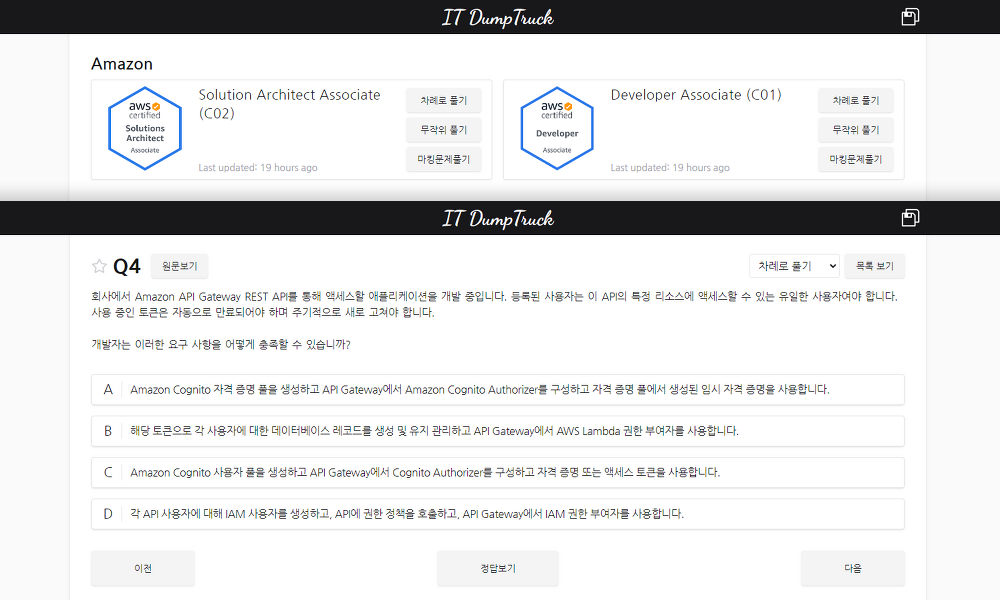 IT DumpTruck
Amazon
aws
certified
Solutions
Architect
Associate
Solution Architect Associate
(C02)
Last updated: 19 hours ago
차례로 풀기
무작위 풀기
마킹문제풀기
aws
certified
Developer
Associate
Developer Associate (C01)
Last updated: 19 hours ago
차례로 풀기
무작위 풀기
마킹문제풀기
IT DumpTruck
Q4 원문보기 차례로 풀기 목록 보기
회사에서 Amazon API Gateway REST API를 통해 액세스할 애플리케이션을 개발 중입니다. 등록된 사용자는 이 API의 특정 리소스에 액세스할 수 있는 유일한 사용자여야 합니다.
사용 중인 토큰은 자동으로 만료되어야 하며 주기적으로 새로 고쳐야 합니다.
개발자는 이러한 요구 사항을 어떻게 충족할 수 있습니까?
A Amazon Cognito 자격 증명 풀을 생성하고 API Gateway에서 Amazon Cognito Authorizer를 구성하고 자격 증명 풀에서 생성된 임시 자격 증명을 사용합니다.
B 해당 토큰으로 각 사용자에 대한 데이터베이스 레코드를 생성 및 유지 관리하고 API Gateway에서 AWS Lambda 권한 부여자를 사용합니다.
C Amazon Cognito 사용자 풀을 생성하고 API Gateway에서 Cognito Authorizer를 구성하고 자격 증명 또는 액세스 토큰을 사용합니다.
D 각 API 사용자에 대해 IAM 사용자를 생성하고, API에 권한 정책을 호출하고, API Gateway에서 IAM 권한 부여자를 사용합니다.
이전 정답보기 다음